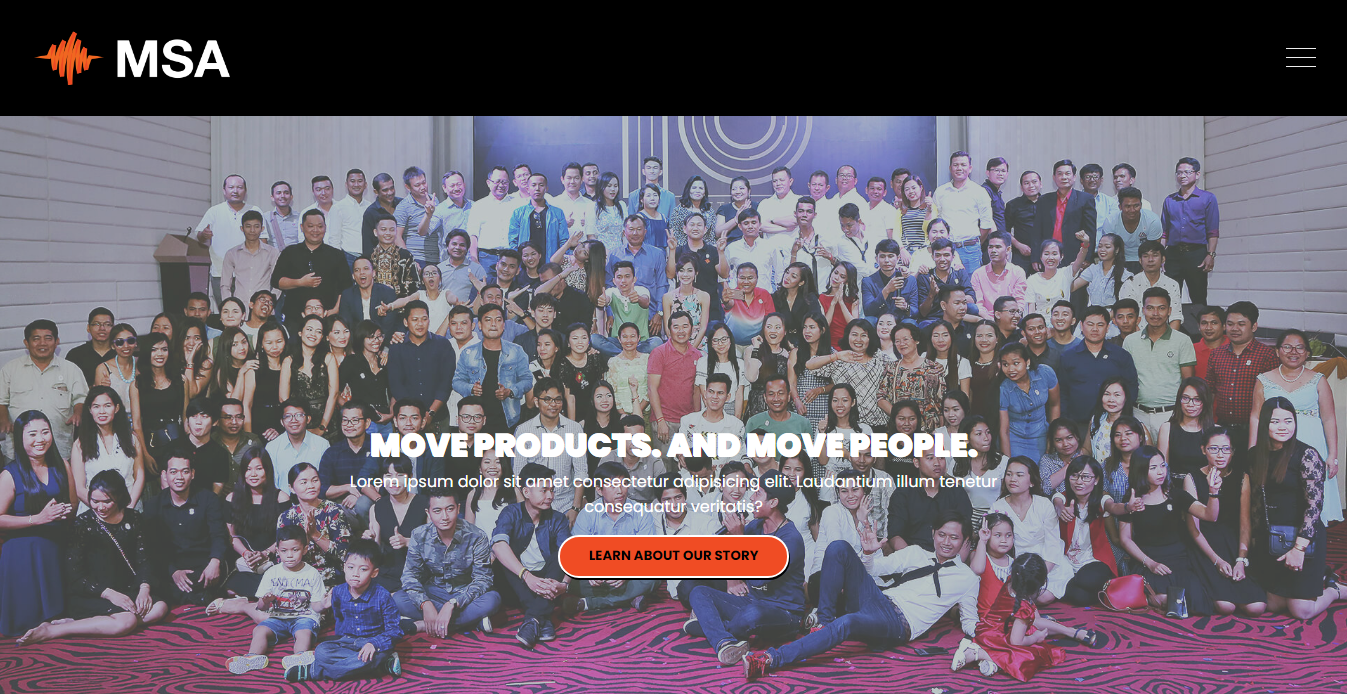 MSA
MOVE PRODUCTS. AND MOVE PEOPLE.
Lorem ipsum dolor sit amet consectetur adipisicing elit. Laudantium illum tenetur
consequatur veritatis?
LEARN ABOUT OUR STORY